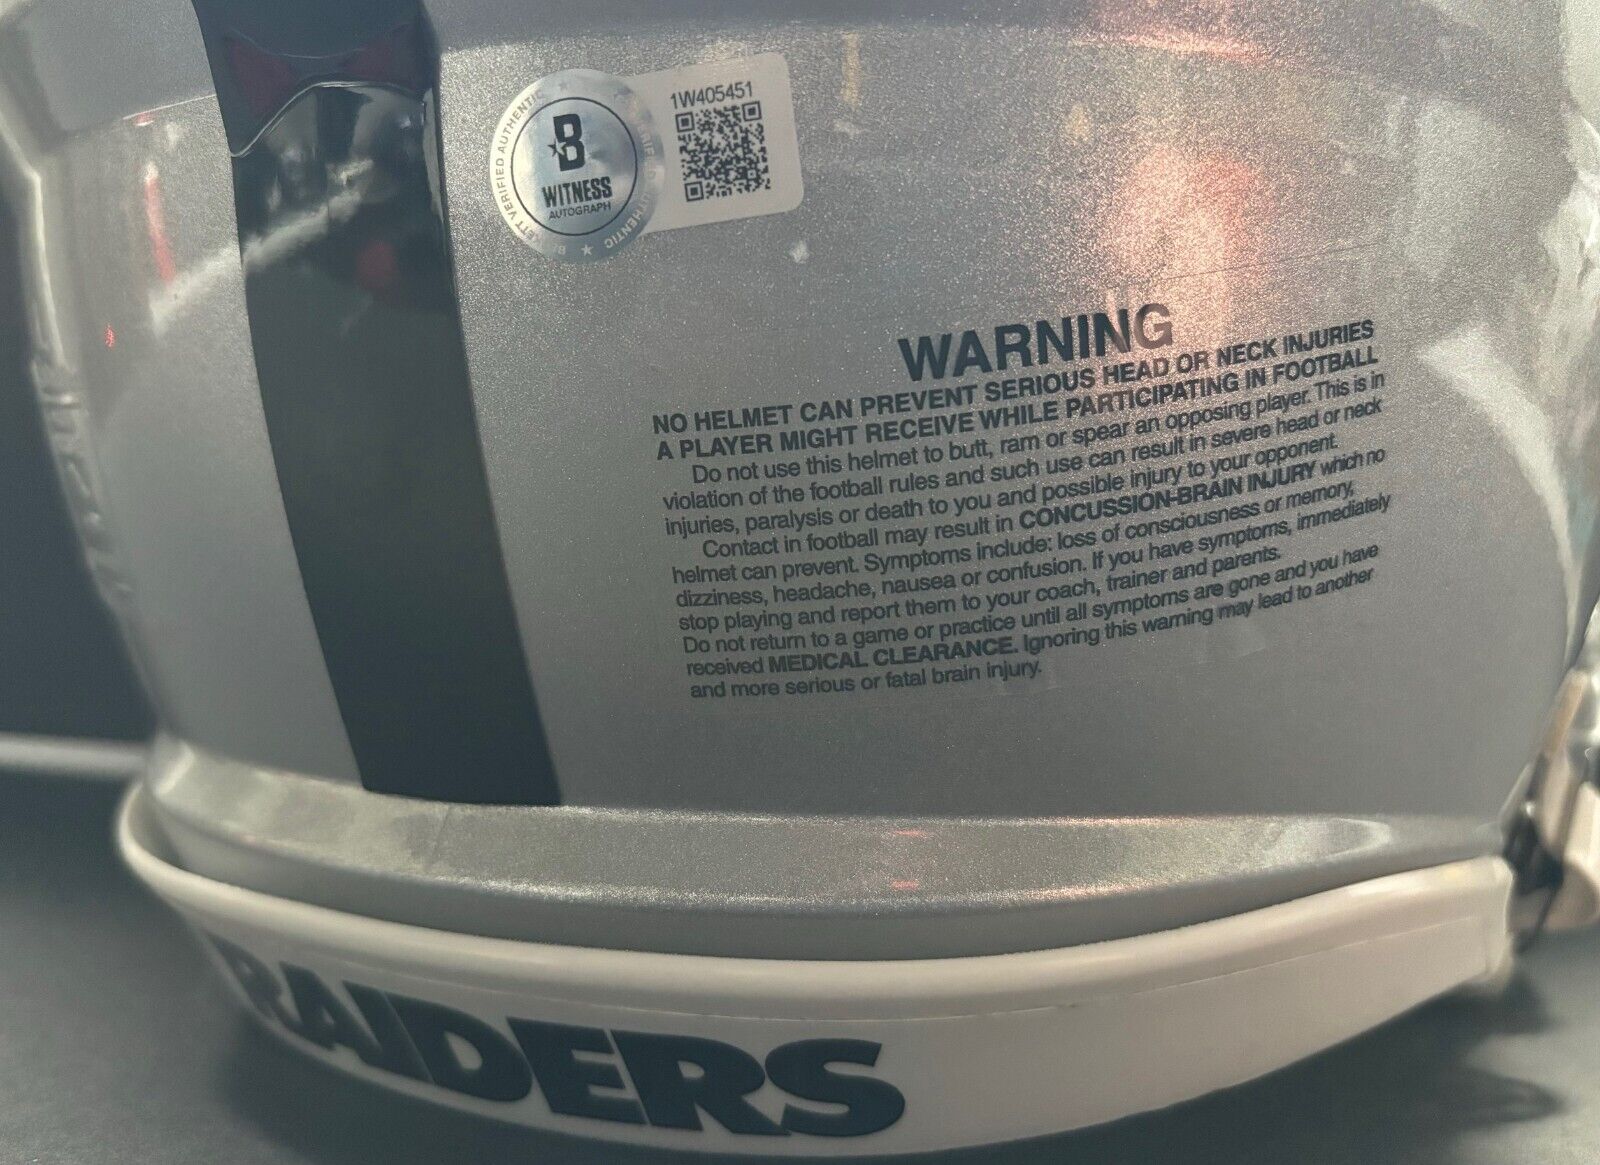 BECKETT VERIFIED AUTHENTIC
B
WITNESS
AUTOGRAPH
1W405451
WARNING
NO HELMET CAN PREVENT SERIOUS HEAD OR NECK INJURIES
A PLAYER MIGHT RECEIVE WHILE PARTICIPATING IN FOOTBALL
Do not use this helmet to butt, ram or spear an opposing player. This is in
violation of the football rules and such use can result in severe head or neck
injuries, paralysis or death to you and possible injury to your opponent.
Contact in football may result in CONCUSSION-BRAIN INJURY which no
helmet can prevent. Symptoms include: loss of consciousness or memory,
dizziness, headache, nausea or confusion. If you have symptoms, immediately
stop playing and report them to your coach, trainer and parents.
Do not return to a game or practice until all symptoms are gone and you have
received MEDICAL CLEARANCE. Ignoring this warning may lead to another
and more serious or fatal brain injury.
RAIDERS